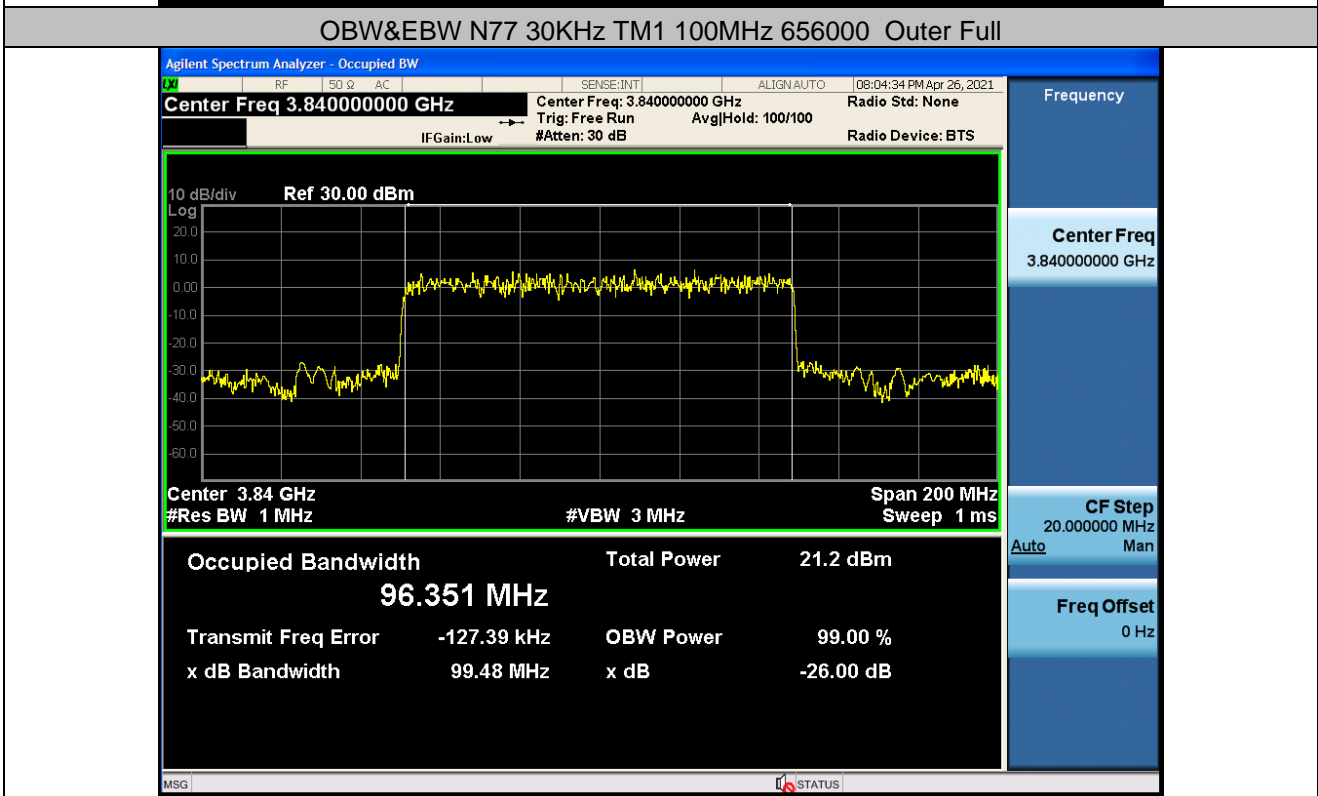 OBW&EBW N77 30KHz TM1 100MHz 656000 Outer Full
Agilent Spectrum Analyzer - Occupied BW
LXI RF 50 Ω AC SENSE:INT ALIGN AUTO 08:04:34 PM Apr 26, 2021
Center Freq 3.840000000 GHz
Center Freq: 3.840000000 GHz
Radio Std: None
Trig: Free Run Avg|Hold: 100/100
IFGain:Low #Atten: 30 dB Radio Device: BTS
10 dB/div Ref 30.00 dBm
Log
20.0
10.0
0.00
-10.0
-20.0
-30.0
-40.0
-50.0
-60.0
Center 3.84 GHz Span 200 MHz
#Res BW 1 MHz #VBW 3 MHz Sweep 1 ms
Occupied Bandwidth Total Power 21.2 dBm
96.351 MHz
Transmit Freq Error -127.39 kHz OBW Power 99.00 %
x dB Bandwidth 99.48 MHz x dB -26.00 dB
MSG STATUS
Frequency
Center Freq
3.840000000 GHz
CF Step
20.000000 MHz
Auto Man
Freq Offset
0 Hz